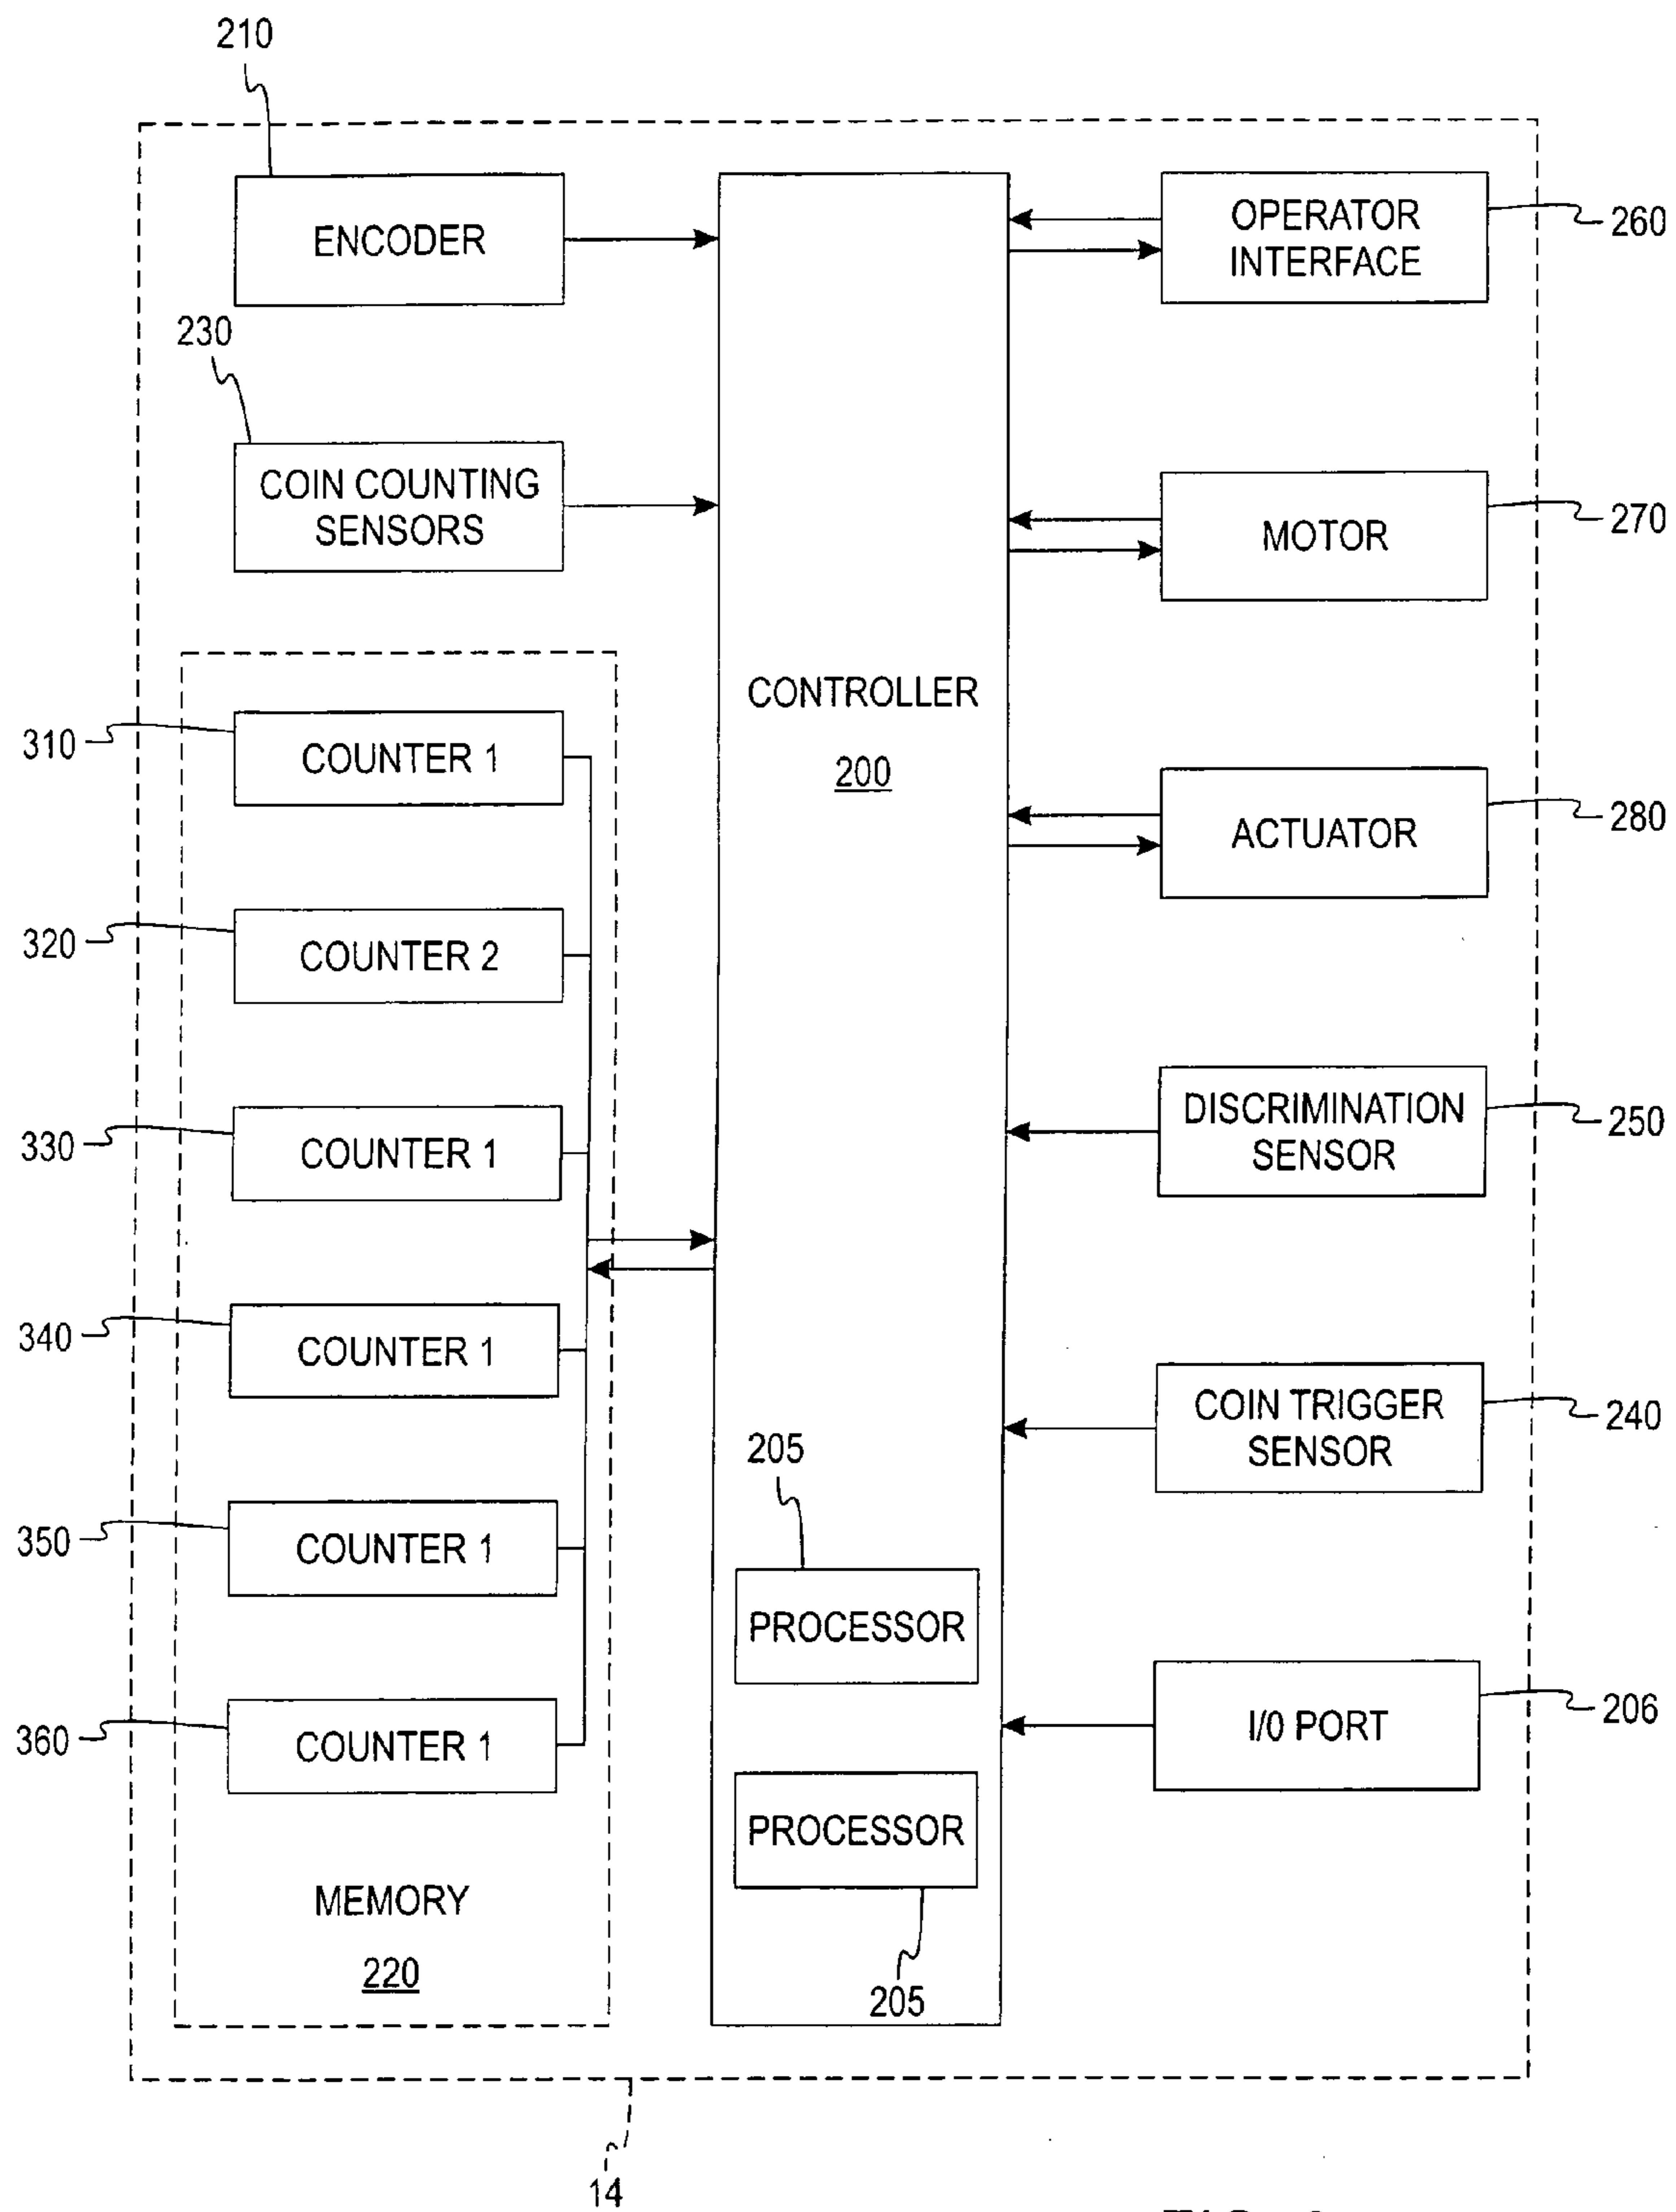 210
ENCODER
230
COIN COUNTING
SENSORS
310
COUNTER 1
320
COUNTER 2
330
COUNTER 1
340
COUNTER 1
350
COUNTER 1
360
COUNTER 1
MEMORY
220
CONTROLLER
200
205
PROCESSOR
PROCESSOR
205
OPERATOR
INTERFACE
260
MOTOR
270
ACTUATOR
280
DISCRIMINATION
SENSOR
250
COIN TRIGGER
SENSOR
240
I/0 PORT
206
14